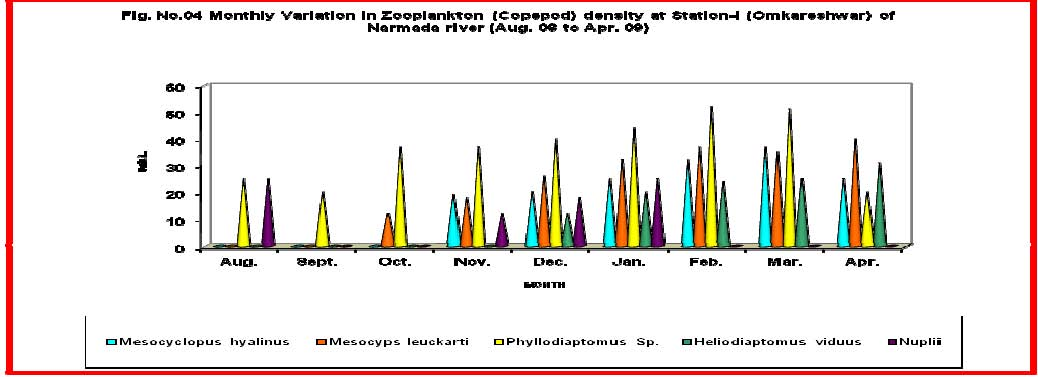 Fig. No.04 Monthly Variation in Zooplankton (Copepod) density at Station-I (Omkareshwar) of
Narmada river (Aug. 08 to Apr. 09)
60
50
40
30
20
10
0
Aug. Sept. Oct. Nov. Dec. Jan. Feb. Mar. Apr.
MONTH
Mesocyclopus hyalinus Mesocyps leuckarti Phyllodiaptomus Sp. Heliodiaptomus viduus Nuplii